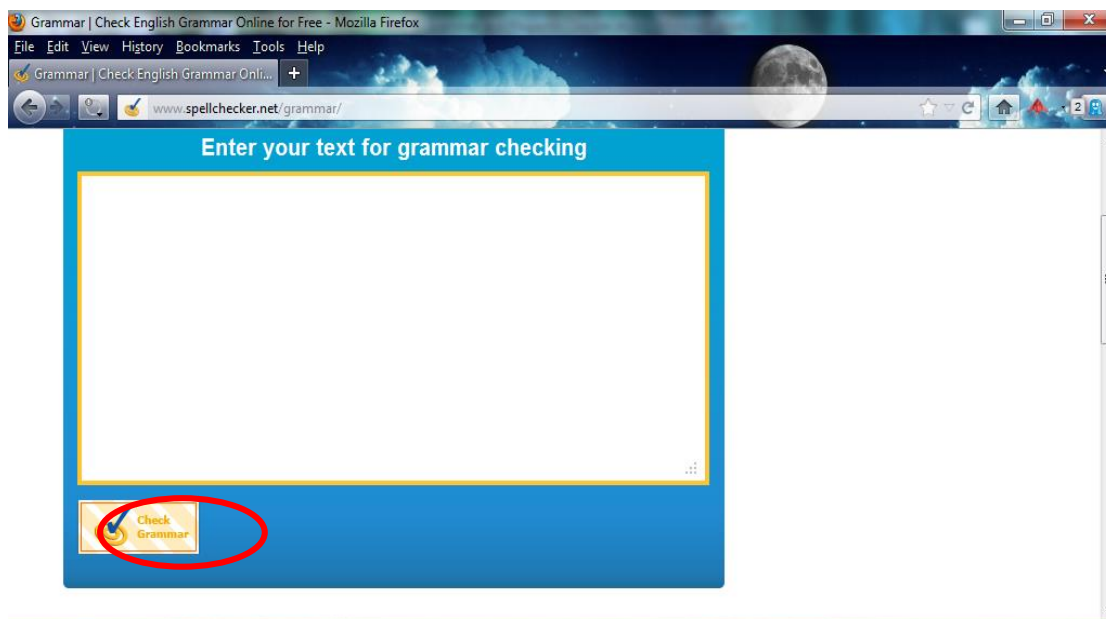 Grammar | Check English Grammar Online for Free - Mozilla Firefox
File Edit View History Bookmarks Tools Help
Grammar | Check English Grammar Onli... +
www.spellchecker.net/grammar/
2
Enter your text for grammar checking
Check
Grammar